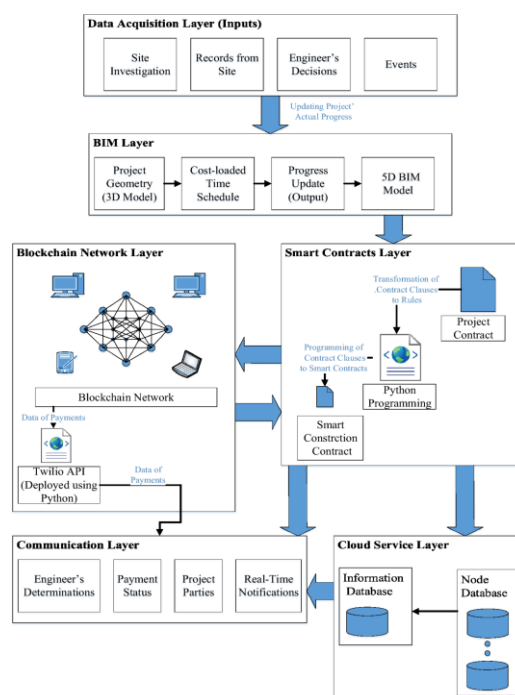 Data Acquisition Layer (Inputs)
Site
Investigation
Records from
Site
Engineer's
Decisions
Events
Updating Project'
Actual Progress
BIM Layer
Project
Geometry
(3D Model)
Cost-loaded
Time
Schedule
Progress
Update
(Output)
5D BIM
Model
Blockchain Network Layer
Blockchain Network
Data of Payments
Twilio API
(Deployed using
Python)
Data of
Payments
Smart Contracts Layer
Transformation of
.Contract Clauses
to Rules
Project
Contract
Programming of
Contract Clauses
to Smart Contracts
Python
Programming
Smart
Constrction
Contract
Communication Layer
Engineer's
Determinations
Payment
Status
Project
Parties
Real-Time
Notifications
Cloud Service Layer
Information
Database
Node
Database